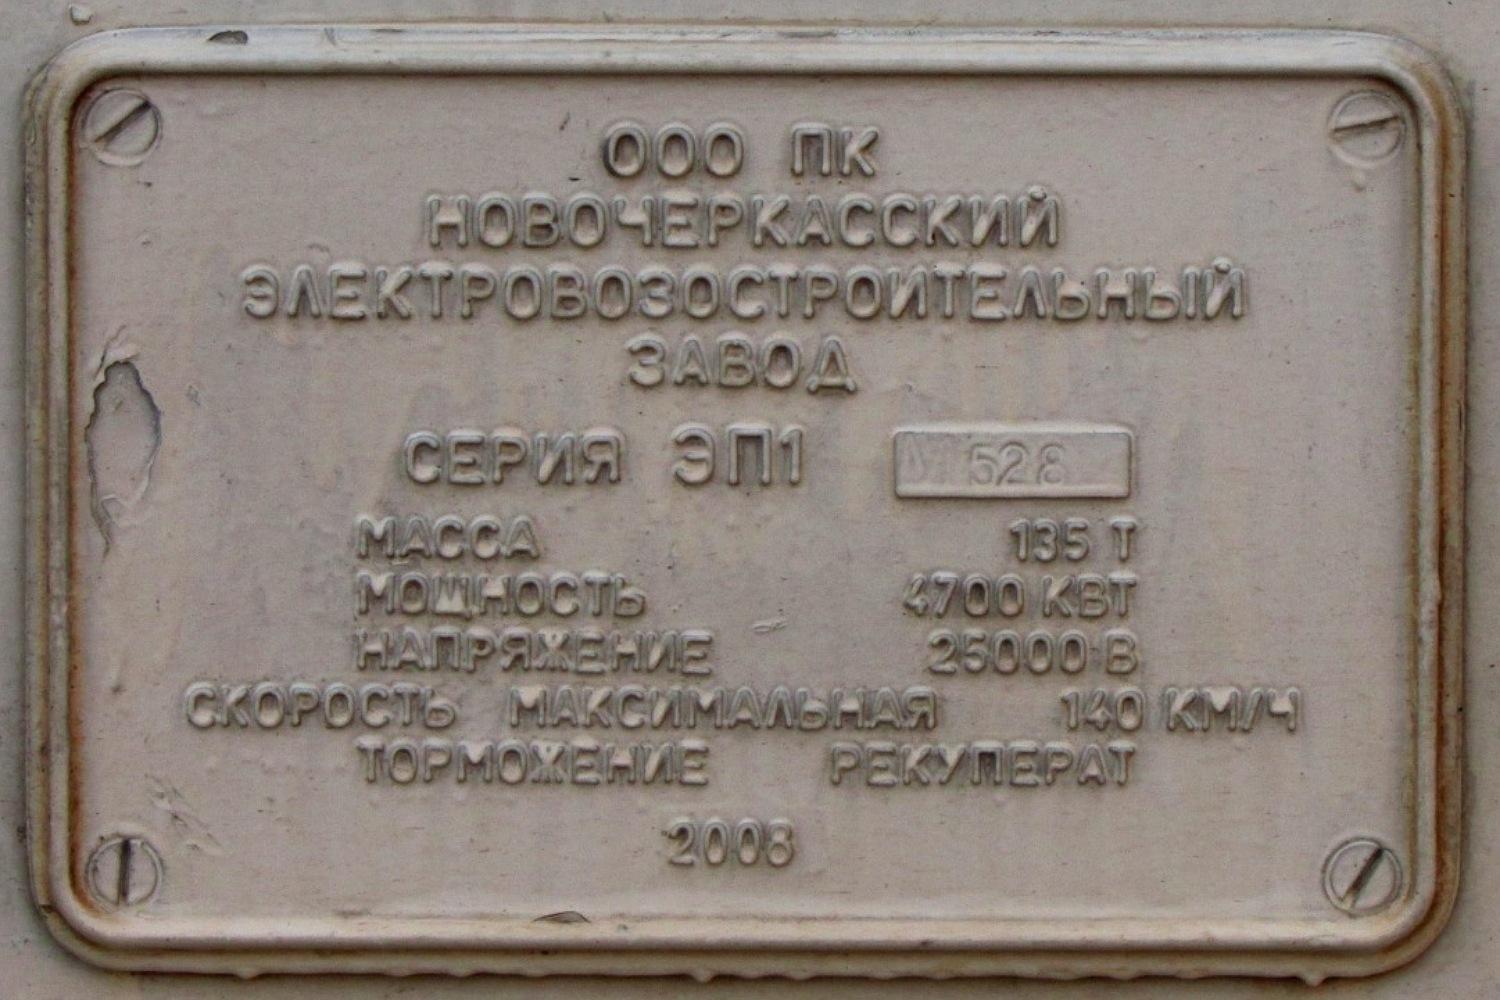 ООО ПК
НОВОЧЕРКАССКИЙ
ЭЛЕКТРОВОЗОСТРОИТЕЛЬНЫЙ
ЗАВОД
СЕРИЯ ЭП1 528
МАССА 135 Т
МОЩНОСТЬ 4700 КВТ
НАПРЯЖЕНИЕ 25000 В
СКОРОСТЬ МАКСИМАЛЬНАЯ 140 КМ/Ч
ТОРМОЖЕНИЕ РЕКУПЕРАТ
2008